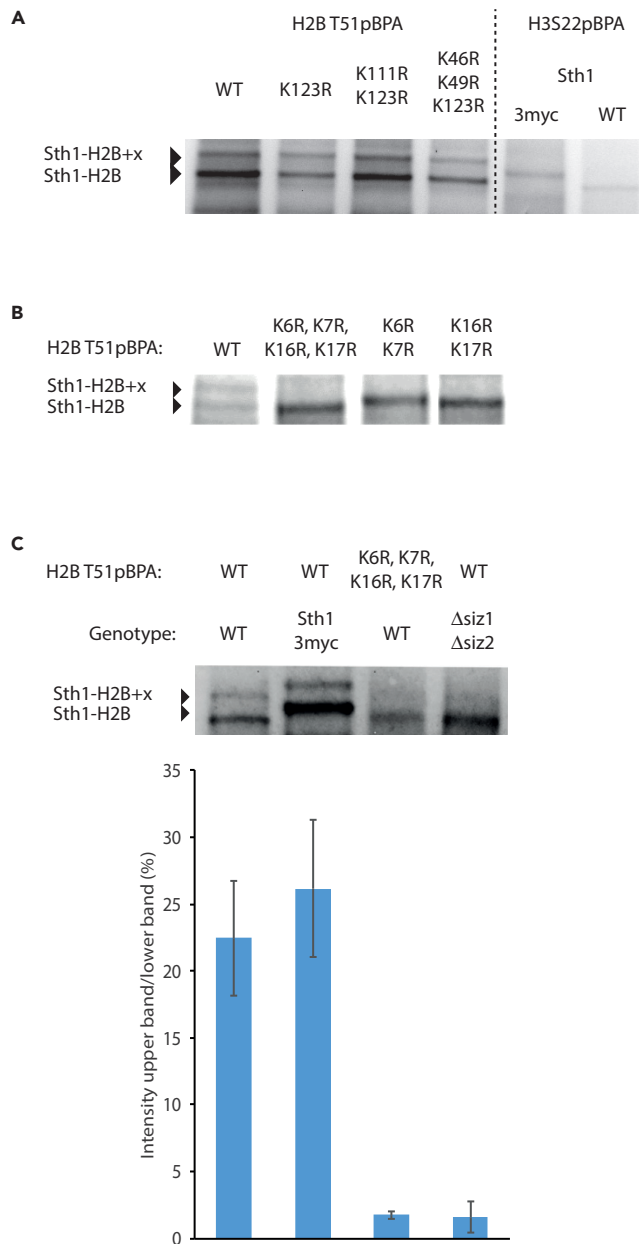 A
H2B T51pBPA
H3S22pBPA
WT
K123R
K111R
K123R
K46R
K49R
K123R
Sth1
3myc
WT
Sth1-H2B+x
Sth1-H2B
B
H2B T51pBPA:
WT
K6R, K7R,
K16R, K17R
K6R
K7R
K16R
K17R
Sth1-H2B+x
Sth1-H2B
C
H2B T51pBPA:
WT
WT
K6R, K7R,
K16R, K17R
WT
Genotype:
WT
Sth1
3myc
WT
Δsiz1
Δsiz2
Sth1-H2B+x
Sth1-H2B
Intensity upper band/lower band (%)
35
30
25
20
15
10
5
0